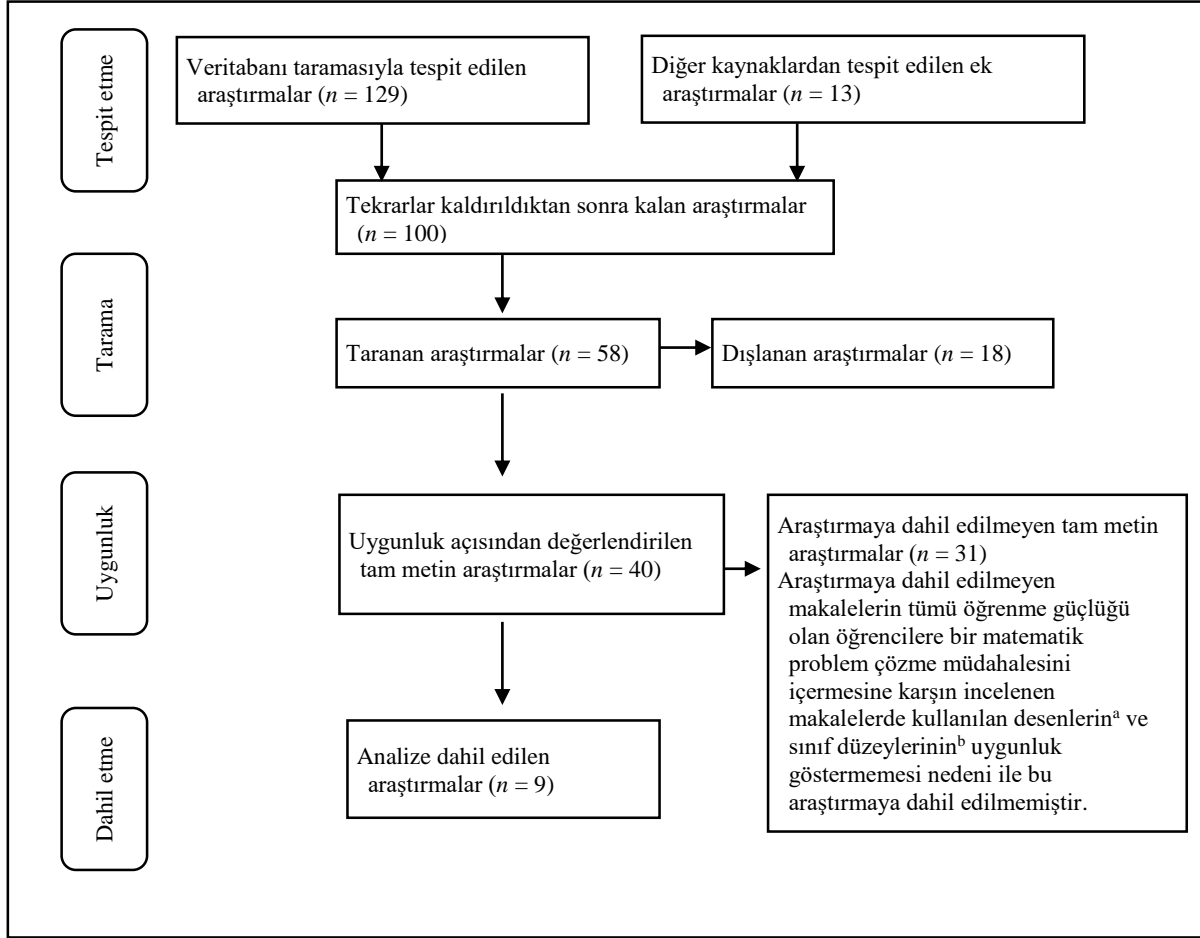 Tespit etme
Veritabanı taramasıyla tespit edilen
araştırmalar (n = 129)
Diğer kaynaklardan tespit edilen ek
araştırmalar (n = 13)
Tekrarlar kaldırıldıktan sonra kalan araştırmalar
(n = 100)
Tarama
Taranan araştırmalar (n = 58)
Dışlanan araştırmalar (n = 18)
Uygunluk
Uygunluk açısından değerlendirilen
tam metin araştırmalar (n = 40)
Araştırmaya dahil edilmeyen tam metin
araştırmalar (n = 31)
Araştırmaya dahil edilmeyen
makalelerin tümü öğrenme güçlüğü
olan öğrencilere bir matematik
problem çözme müdahalesini
içermesine karşın incelenen
makalelerde kullanılan desenlerinᵃ ve
sınıf düzeylerininᵇ uygunluk
göstermemesi nedeni ile bu
araştırmaya dahil edilmemiştir.
Dahil etme
Analize dahil edilen
araştırmalar (n = 9)